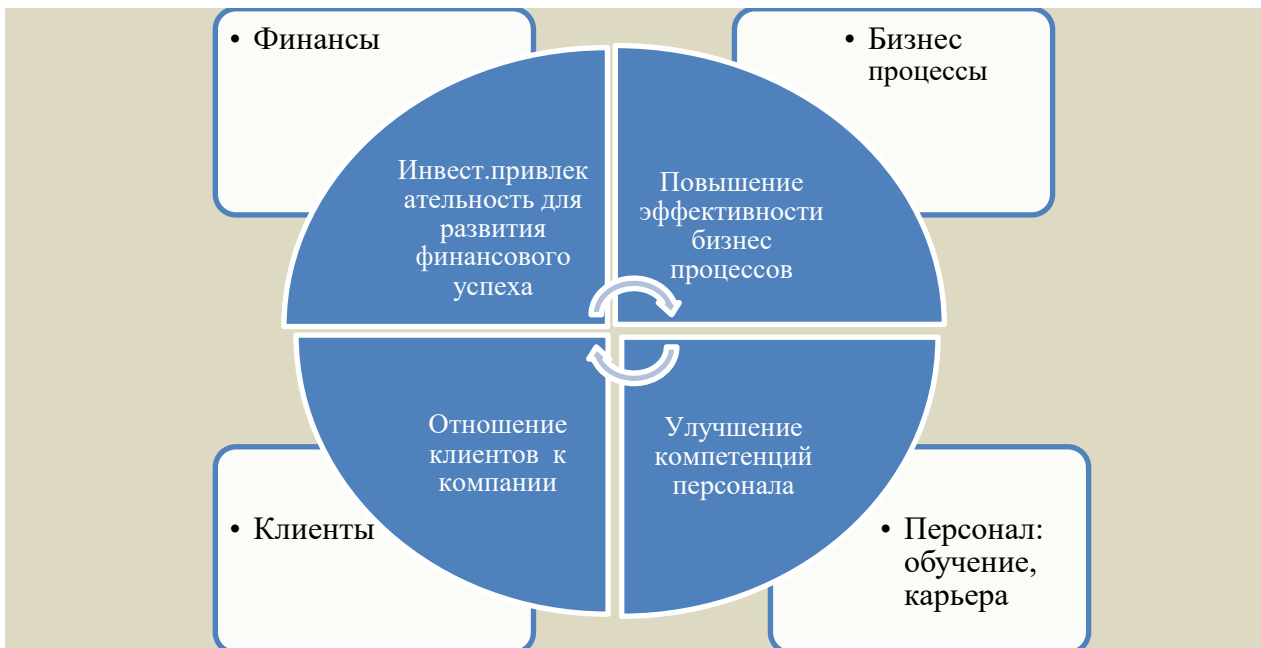 • Финансы
• Бизнес
процессы
Инвест.привлек
ательность для
развития
финансового
успеха
Повышение
эффективности
бизнес
процессов
Отношение
клиентов к
компании
Улучшение
компетенций
персонала
• Клиенты
• Персонал:
обучение,
карьера